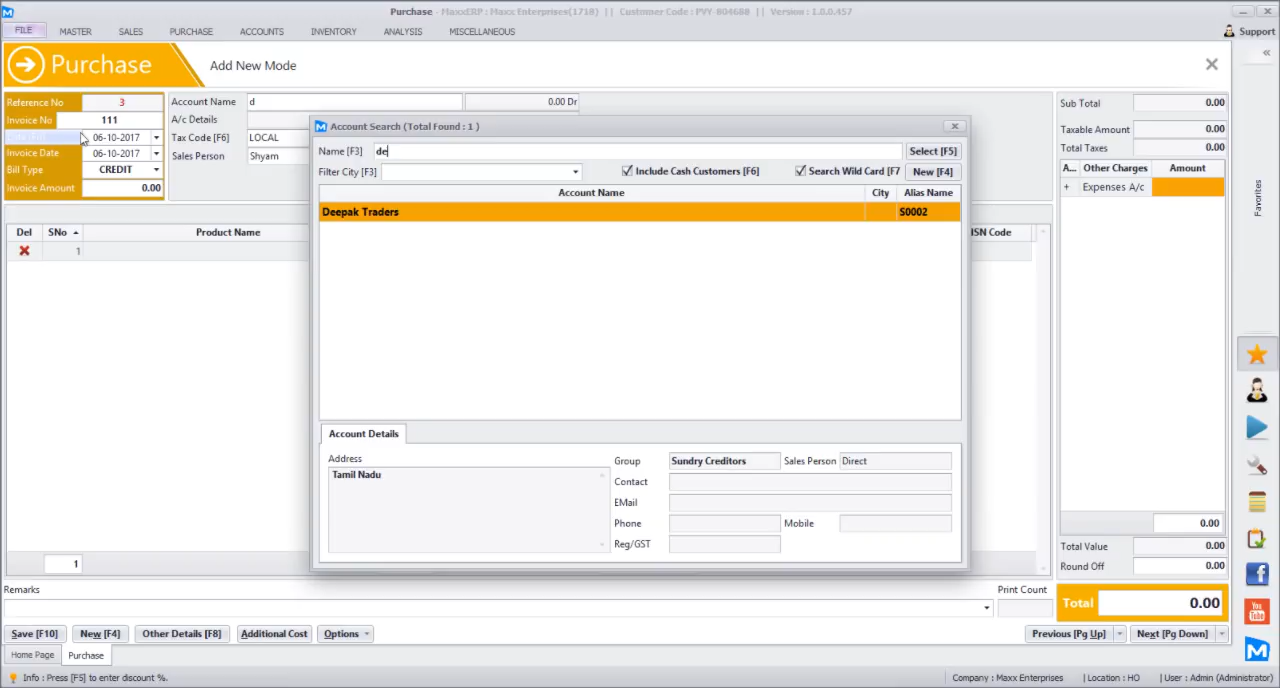 Purchase - MaxxERP : Maxx Enterprises(1718) || Customer Code : PVY-804688 || Version : 1.0.0.457
FILE MASTER SALES PURCHASE ACCOUNTS INVENTORY ANALYSIS MISCELLANEOUS Support
Purchase Add New Mode
Reference No 3 Account Name d 0.00 Dr Sub Total 0.00
Invoice No 111 A/c Details
06-10-2017 Tax Code [F6] LOCAL Taxable Amount 0.00
Invoice Date 06-10-2017 Sales Person Shyam Total Taxes 0.00
Bill Type CREDIT
Invoice Amount 0.00
A... Other Charges Amount
+ Expenses A/c
Favorites
Del SNo Product Name HSN Code
1
Account Search (Total Found : 1 )
Name [F3] de Select [F5]
Filter City [F3] Include Cash Customers [F6] Search Wild Card [F7 New [F4]
Account Name City Alias Name
Deepak Traders S0002
Account Details
Address Group Sundry Creditors Sales Person Direct
Tamil Nadu Contact
EMail
Phone Mobile
Reg/GST
0.00
Total Value 0.00
1 Round Off 0.00
Remarks Print Count
Total 0.00
Save [F10] New [F4] Other Details [F8] Additional Cost Options Previous [Pg Up] Next [Pg Down]
Home Page Purchase
You
Tube
Info : Press [F5] to enter discount %. Company : Maxx Enterprises | Location : HO | User : Admin (Administrator)